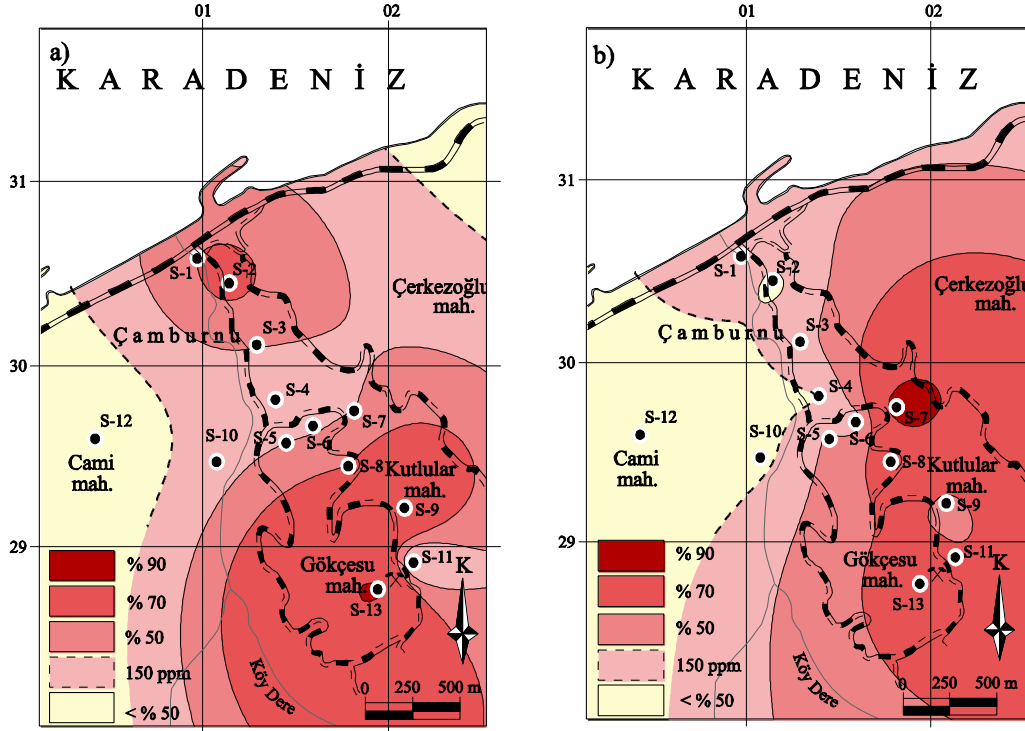 01
02
01
02
a)
b)
K A R A D E N İ Z
K A R A D E N İ Z
31
31
S-1
S-2
S-1
S-2
Çerkezoğlu
mah.
Çerkezoğlu
mah.
Çamburnu
S-3
Çamburnu
S-3
30
30
S-4
S-4
S-12
S-10
S-5
S-6
S-7
S-12
S-10
S-5
S-6
S-7
Cami
mah.
Cami
mah.
S-8
Kutlular
mah.
S-8
Kutlular
mah.
S-9
S-9
29
29
S-11
S-11
Gökçesu
mah.
Gökçesu
mah.
K
K
S-13
S-13
% 90
% 70
% 50
150 ppm
< % 50
% 90
% 70
% 50
150 ppm
< % 50
Köy Dere
Köy Dere
0 250 500 m
0 250 500 m